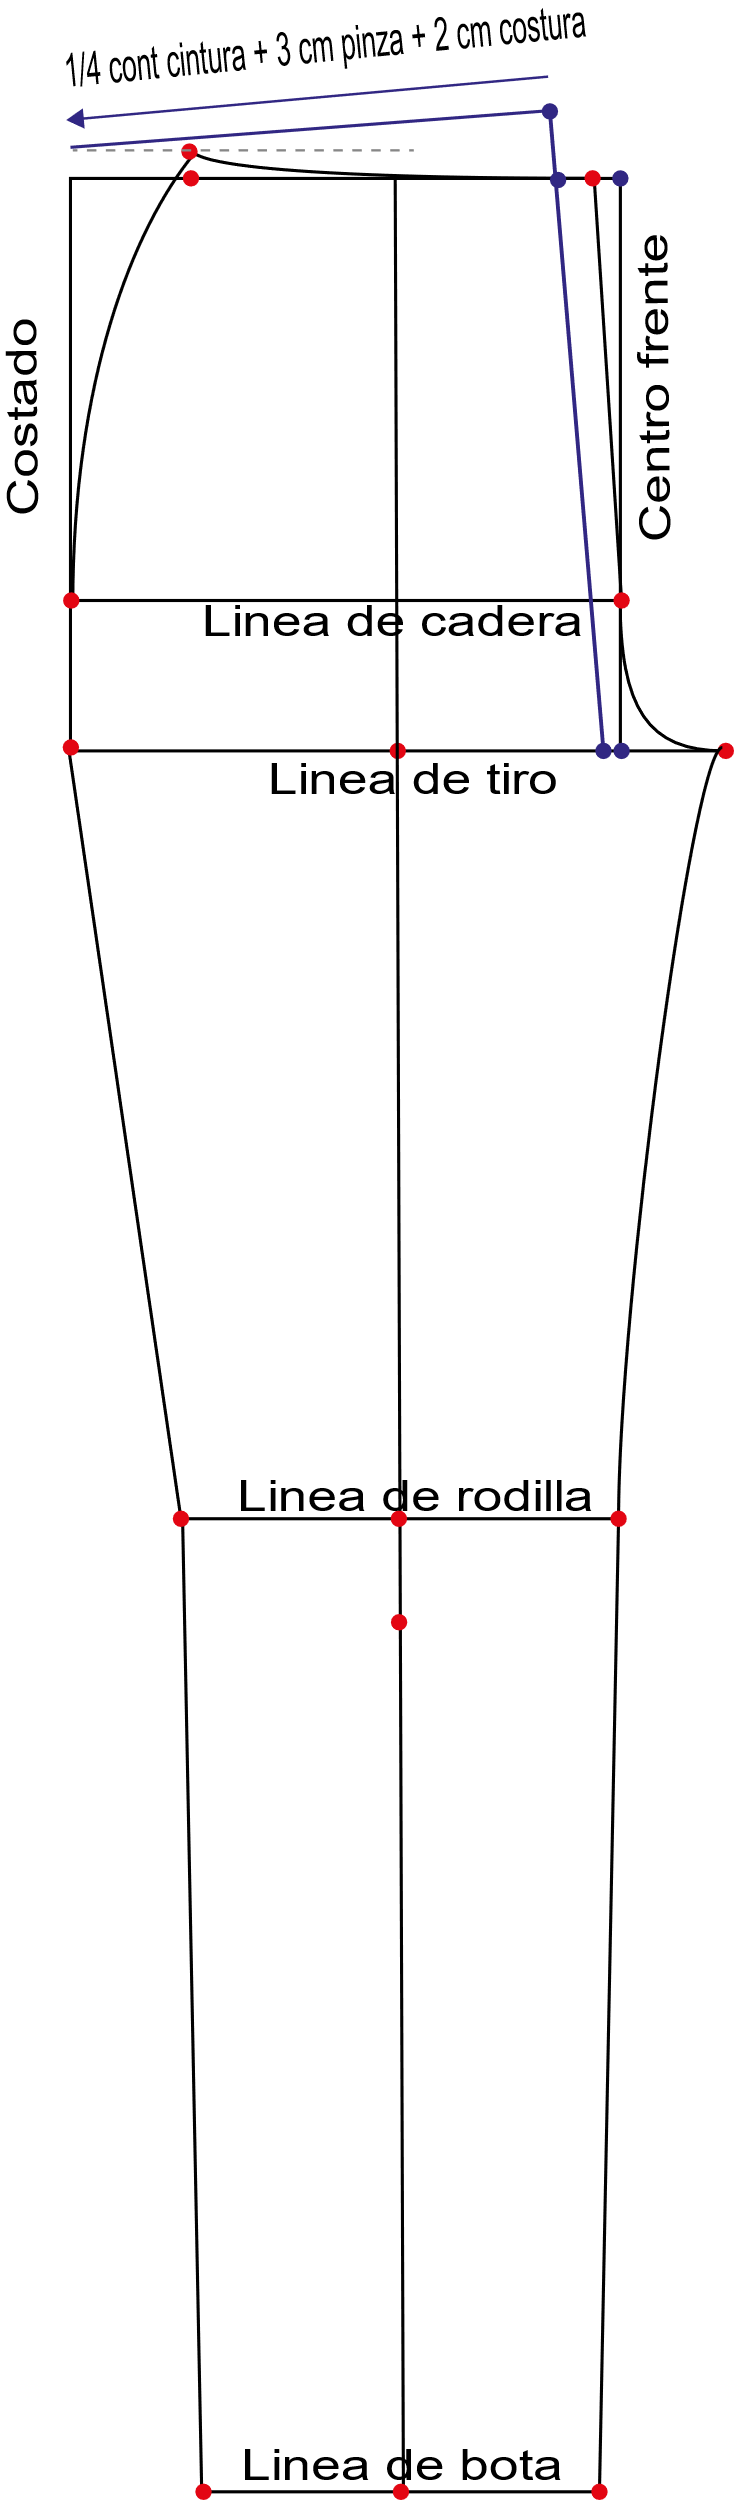 1/4 cont cintura + 3 cm pinza + 2 cm costura
Costado
Centro frente
Linea de cadera
Linea de tiro
Linea de rodilla
Linea de bota